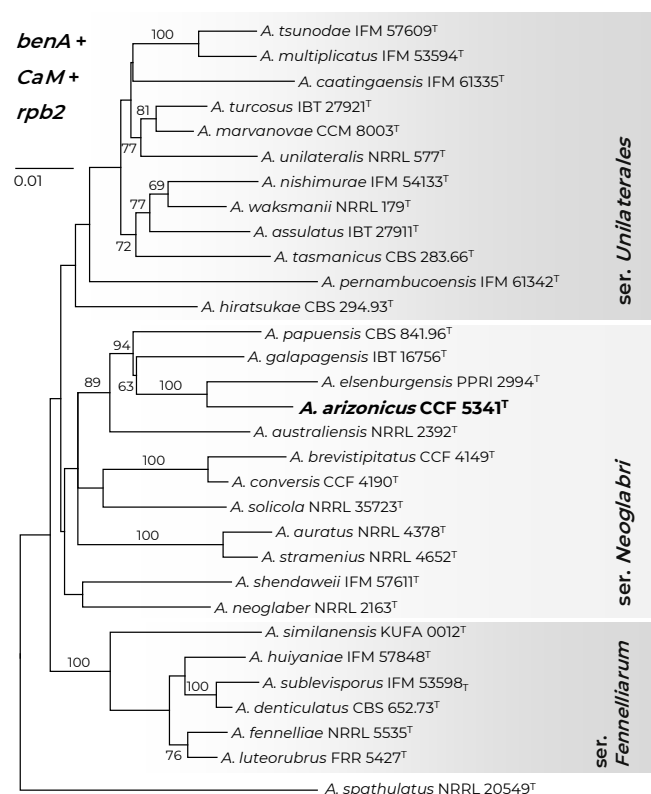 benA +
CaM +
rpb2
0.01
100
A. tsunodae IFM 57609T
A. multiplicatus IFM 53594T
A. caatingaensis IFM 61335T
81
A. turcosus IBT 27921T
A. marvanovae CCM 8003T
77
A. unilateralis NRRL 577T
69
A. nishimurae IFM 54133T
77
A. waksmanii NRRL 179T
A. assulatus IBT 27911T
72
A. tasmanicus CBS 283.66T
A. pernambucoensis IFM 61342T
A. hiratsukae CBS 294.93T
ser. Unilaterales
A. papuensis CBS 841.96T
94
A. galapagensis IBT 16756T
89
63
100
A. elsenburgensis PPRI 2994T
A. arizonicus CCF 5341T
A. australiensis NRRL 2392T
100
A. brevistipitatus CCF 4149T
A. conversis CCF 4190T
A. solicola NRRL 35723T
100
A. auratus NRRL 4378T
A. stramenius NRRL 4652T
A. shendaweii IFM 57611T
A. neoglaber NRRL 2163T
ser. Neoglabri
A. similanensis KUFA 0012T
100
A. huiyaniae IFM 57848T
100
A. sublevisporus IFM 53598T
A. denticulatus CBS 652.73T
A. fennelliae NRRL 5535T
76
A. luteorubrus FRR 5427T
ser.
Fennelliarum
A. spathulatus NRRL 20549T